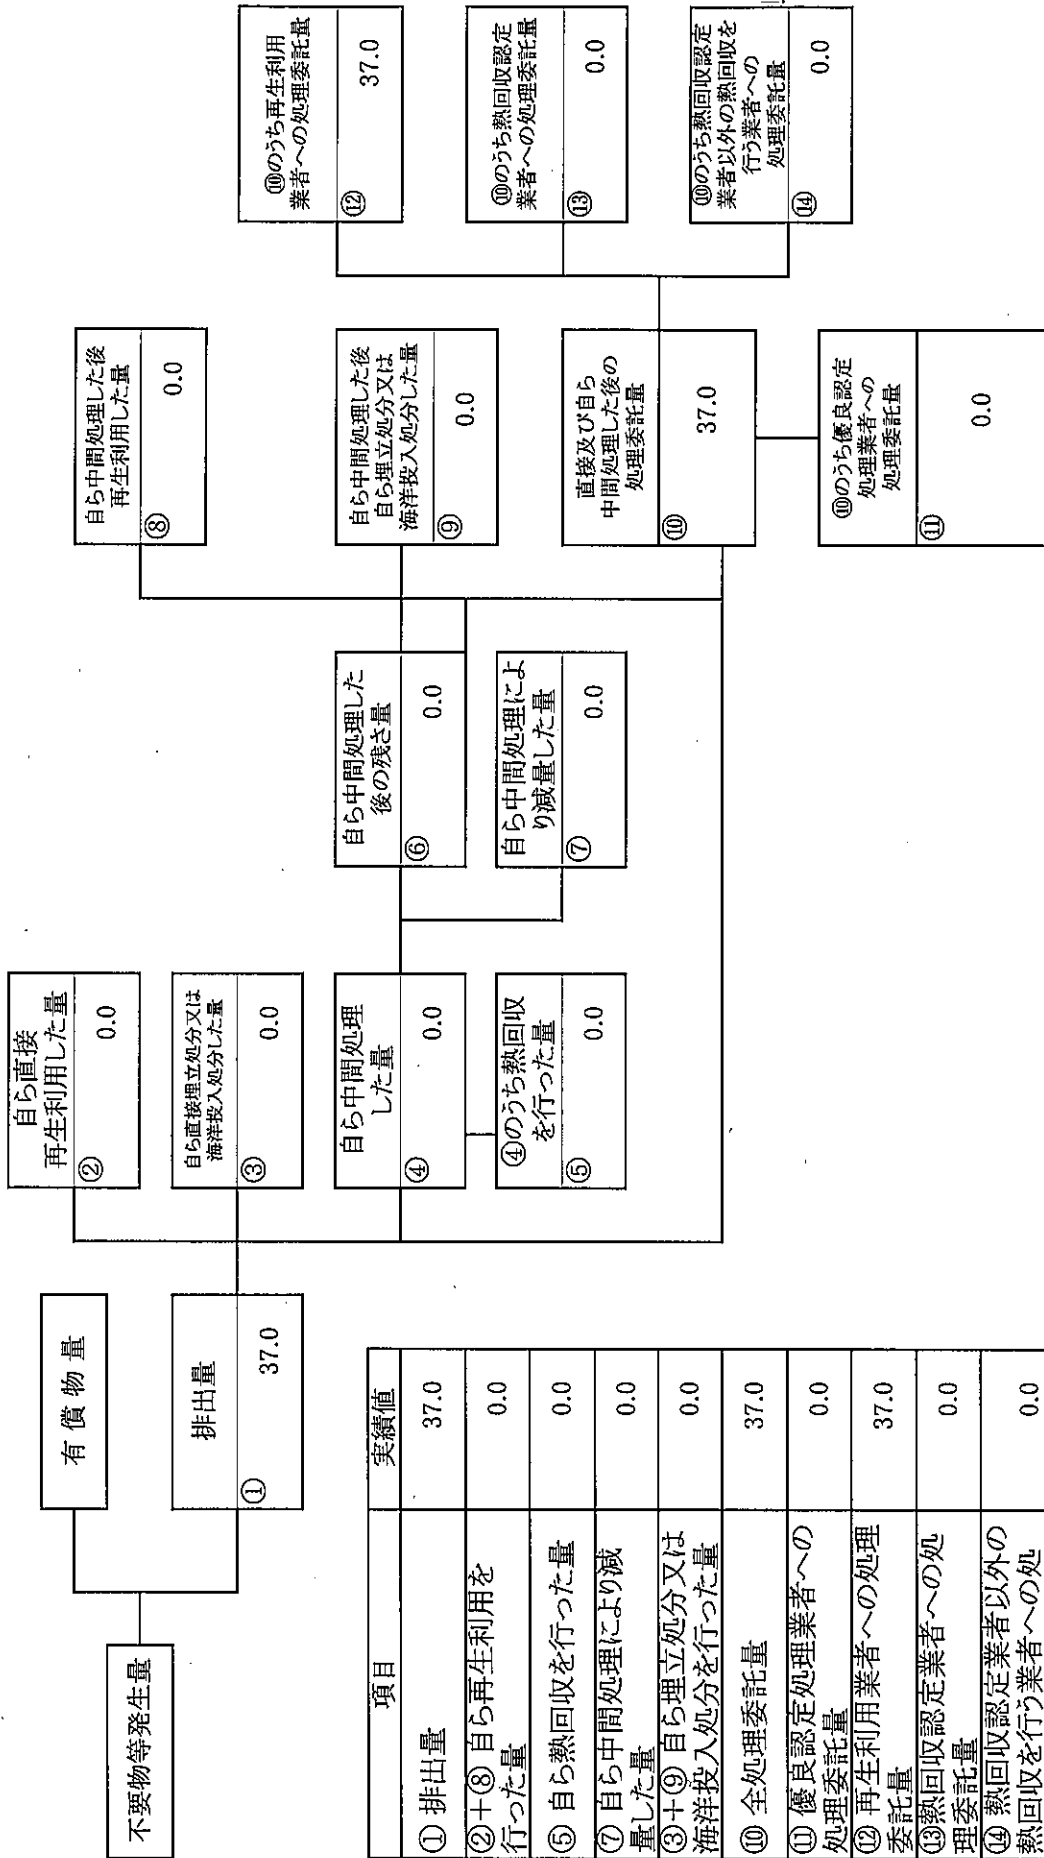 不要物等発生量
有償物量
排出量
①
37.0
自ら直接
再生利用した量
②
0.0
自ら直接埋立処分又は
海洋投入処分した量
③
0.0
自ら中間処理
した量
④
0.0
④のうち熱回収
を行った量
⑤
0.0
自ら中間処理した
後の残さ量
⑥
0.0
自ら中間処理によ
り減量した量
⑦
0.0
自ら中間処理した後
再生利用した量
⑧
0.0
自ら中間処理した後
自ら埋立処分又は
海洋投入処分した量
⑨
0.0
直接及び自ら
中間処理した後の
処理委託量
⑩
37.0
⑩のうち優良認定
処理業者への
処理委託量
⑪
0.0
⑩のうち再生利用
業者への処理委託量
⑫
37.0
⑩のうち熱回収認定
業者への処理委託量
⑬
0.0
⑩のうち熱回収認定
業者以外の熱回収を
行う業者への
処理委託量
⑭
0.0
項目 実績値
① 排出量 37.0
②+⑧ 自ら再生利用を
行った量 0.0
⑤ 自ら熱回収を行った量 0.0
⑦ 自ら中間処理により減
量した量 0.0
③+⑨ 自ら埋立処分又は
海洋投入処分を行った量 0.0
⑩ 全処理委託量 37.0
⑪ 優良認定処理業者への
処理委託量 0.0
⑫ 再生利用業者への処理
委託量 37.0
⑬熱回収認定業者への処
理委託量 0.0
⑭ 熱回収認定業者以外の
熱回収を行う業者への処 0.0